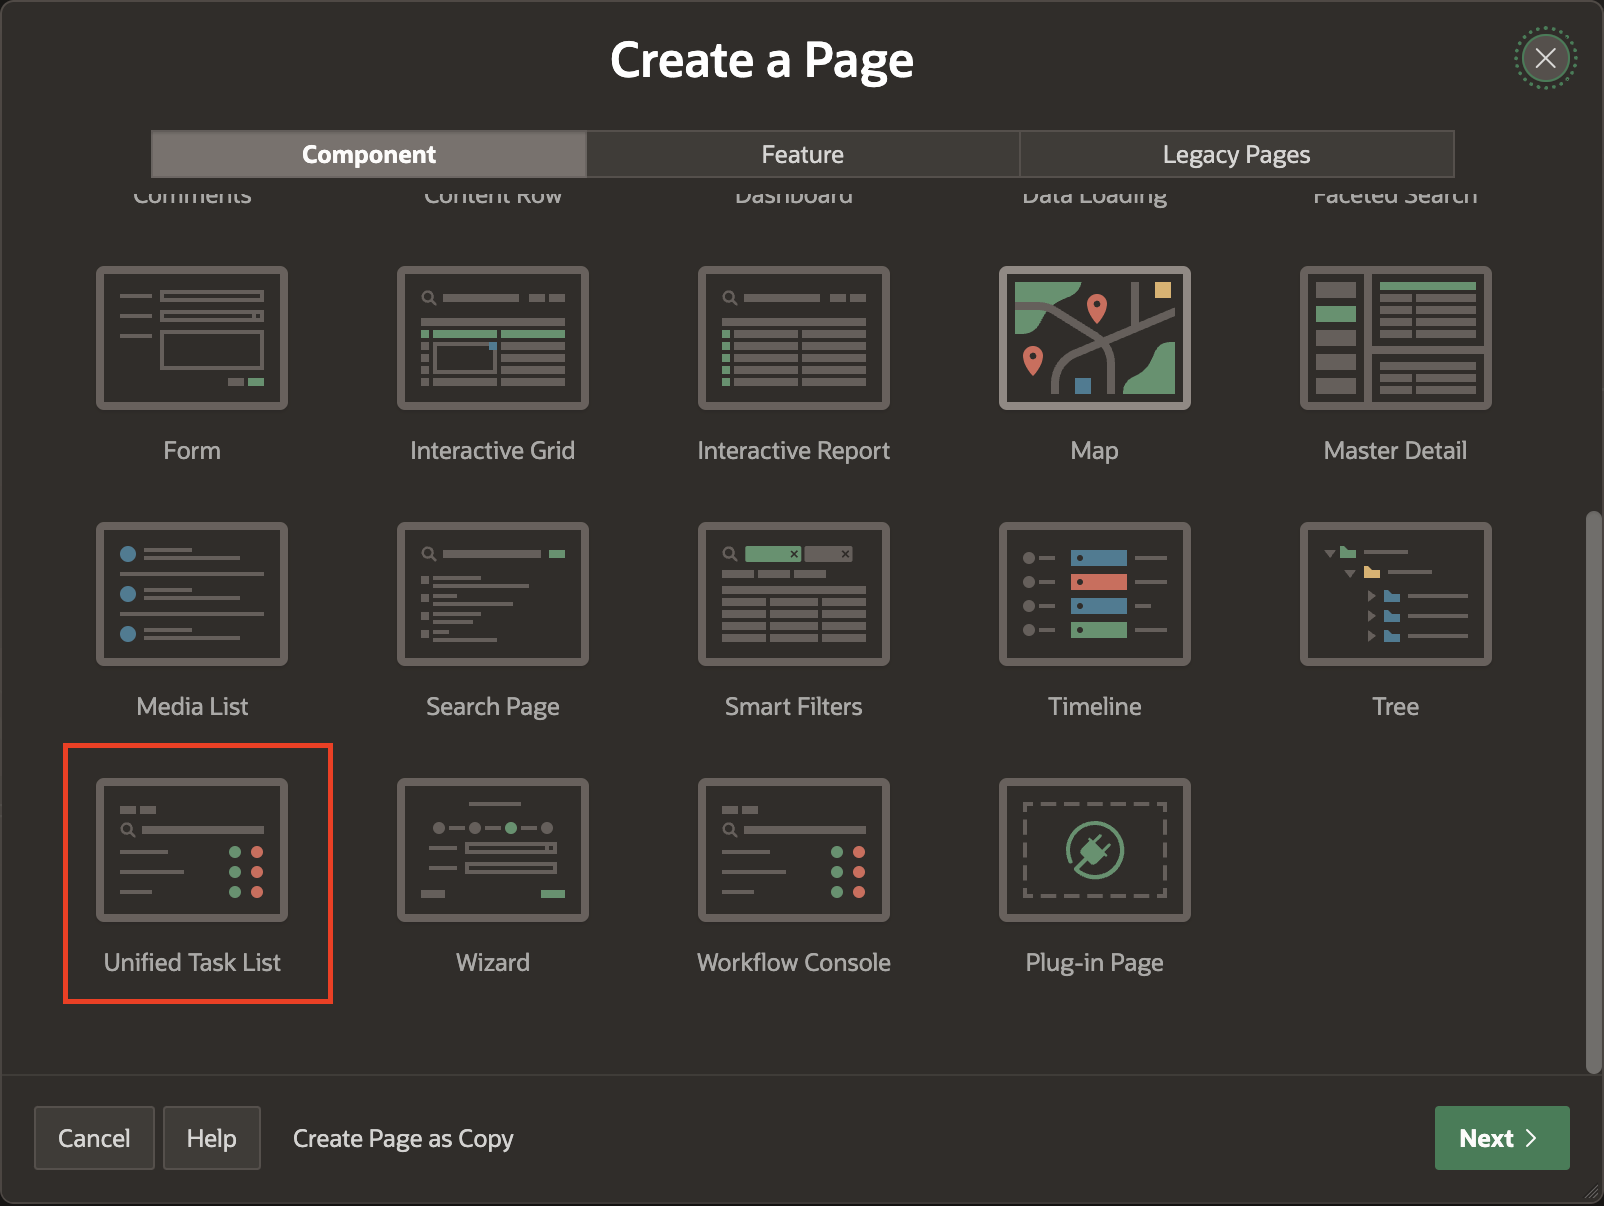 Create a Page
Component
Feature
Legacy Pages
Comments
Content Row
Dashboard
Data Loading
Faceted Search
Form
Interactive Grid
Interactive Report
Map
Master Detail
Media List
Search Page
Smart Filters
Timeline
Tree
Unified Task List
Wizard
Workflow Console
Plug-in Page
Cancel
Help
Create Page as Copy
Next